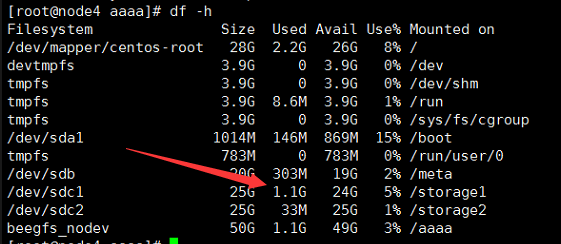 [root@node4 aaaa]# df -h
Filesystem Size Used Avail Use% Mounted on
/dev/mapper/centos-root 28G 2.2G 26G 8% /
devtmpfs 3.9G 0 3.9G 0% /dev
tmpfs 3.9G 0 3.9G 0% /dev/shm
tmpfs 3.9G 8.6M 3.9G 1% /run
tmpfs 3.9G 0 3.9G 0% /sys/fs/cgroup
/dev/sda1 1014M 146M 869M 15% /boot
tmpfs 783M 0 783M 0% /run/user/0
/dev/sdb 20G 303M 19G 2% /meta
/dev/sdc1 25G 1.1G 24G 5% /storage1
/dev/sdc2 25G 33M 25G 1% /storage2
beegfs_nodev 50G 1.1G 49G 3% /aaaa
[root@node4 aaaa]#